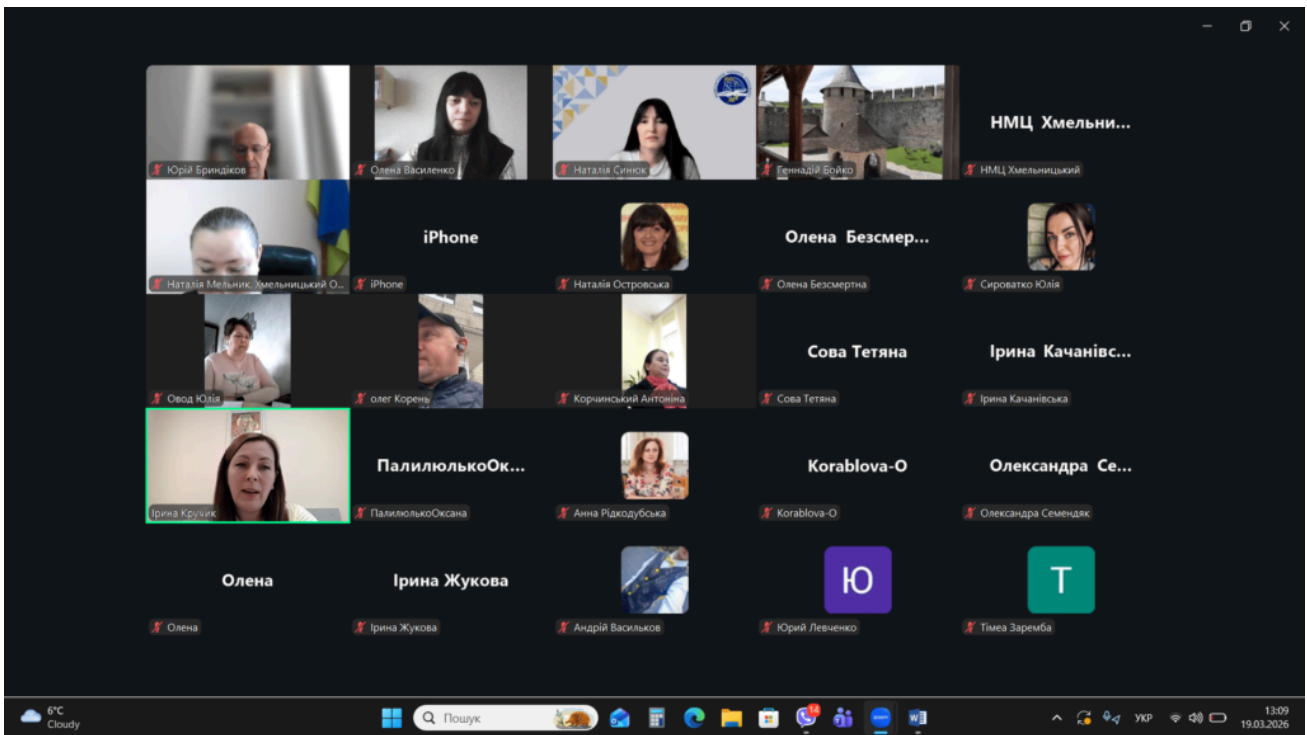 НМЦ Хмельни...
Юрій Бриндіков
Олена Василенко
Наталія Синюк
Геннадій Бойко
НМЦ Хмельницький
iPhone
Олена Безсмер...
Наталія Мельник. Хмельницький О...
iPhone
Наталія Островська
Олена Безсмертна
Сироватко Юлія
Сова Тетяна
Ірина Качанівс...
Овод Юлія
олег Корень
Корчинський Антоніна
Сова Тетяна
Ірина Качанівська
ПалилюлькоОк...
Korablova-O
Олександра Се...
Ірина Кручик
ПалилюлькоОксана
Анна Рідкодубська
Korablova-O
Олександра Семендяк
Олена
Ірина Жукова
Ю
Т
Олена
Ірина Жукова
Андрій Васильков
Юрий Левченко
Тімеа Заремба
6°C
Cloudy
Пошук
14
УКР
13:09
19.03.2026